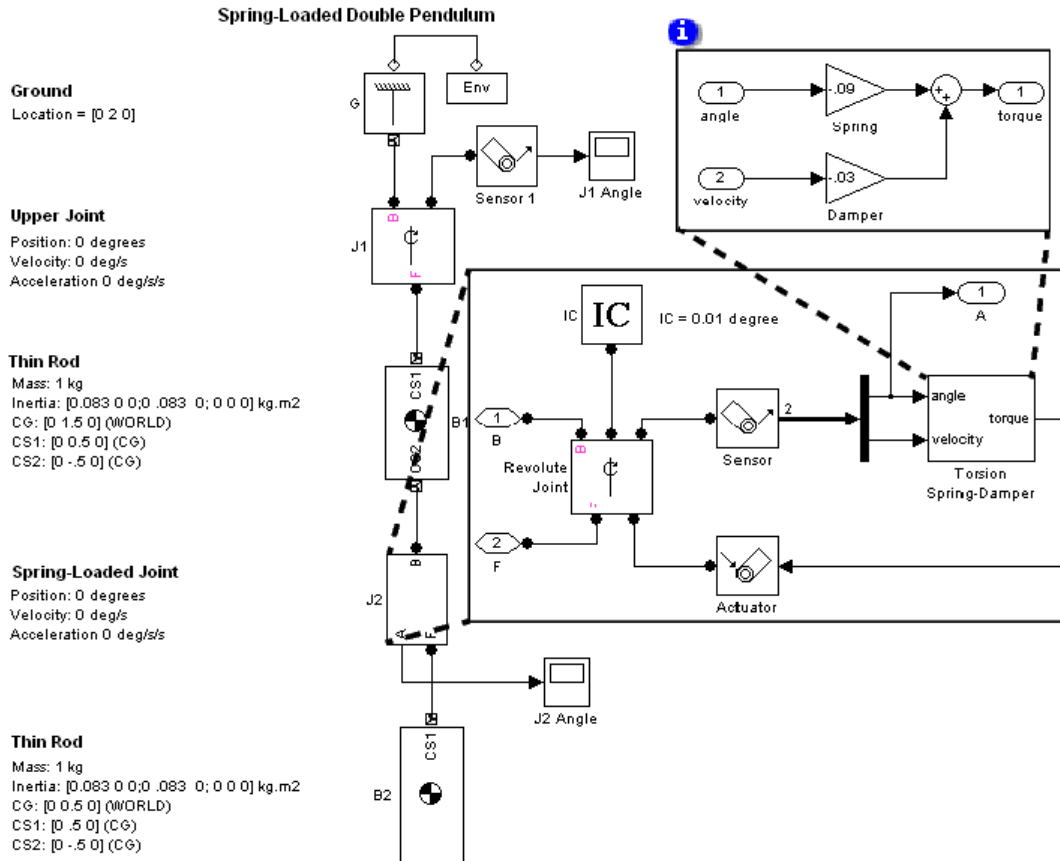 Spring-Loaded Double Pendulum
i
Ground
Location = [0 2 0]
G
Env
Sensor 1
J1 Angle
1
angle
-.09
Spring
+
+
1
torque
2
velocity
-.03
Damper
Upper Joint
Position: 0 degrees
Velocity: 0 deg/s
Acceleration 0 deg/s/s
J1
B
F
IC
IC
IC = 0.01 degree
1
A
Thin Rod
Mass: 1 kg
Inertia: [0.083 0 0;0 .083 0; 0 0 0] kg.m2
CG: [0 1.5 0] (WORLD)
CS1: [0 0.5 0] (CG)
CS2: [0 -.5 0] (CG)
CS1
CS2
B1
1
B
B
F
Revolute
Joint
2
F
Sensor
2
angle
velocity
torque
Torsion
Spring-Damper
Actuator
Spring-Loaded Joint
Position: 0 degrees
Velocity: 0 deg/s
Acceleration 0 deg/s/s
J2
B
A
F
J2 Angle
Thin Rod
Mass: 1 kg
Inertia: [0.083 0 0;0 .083 0; 0 0 0] kg.m2
CG: [0 0.5 0] (WORLD)
CS1: [0 .5 0] (CG)
CS2: [0 -.5 0] (CG)
CS1
B2